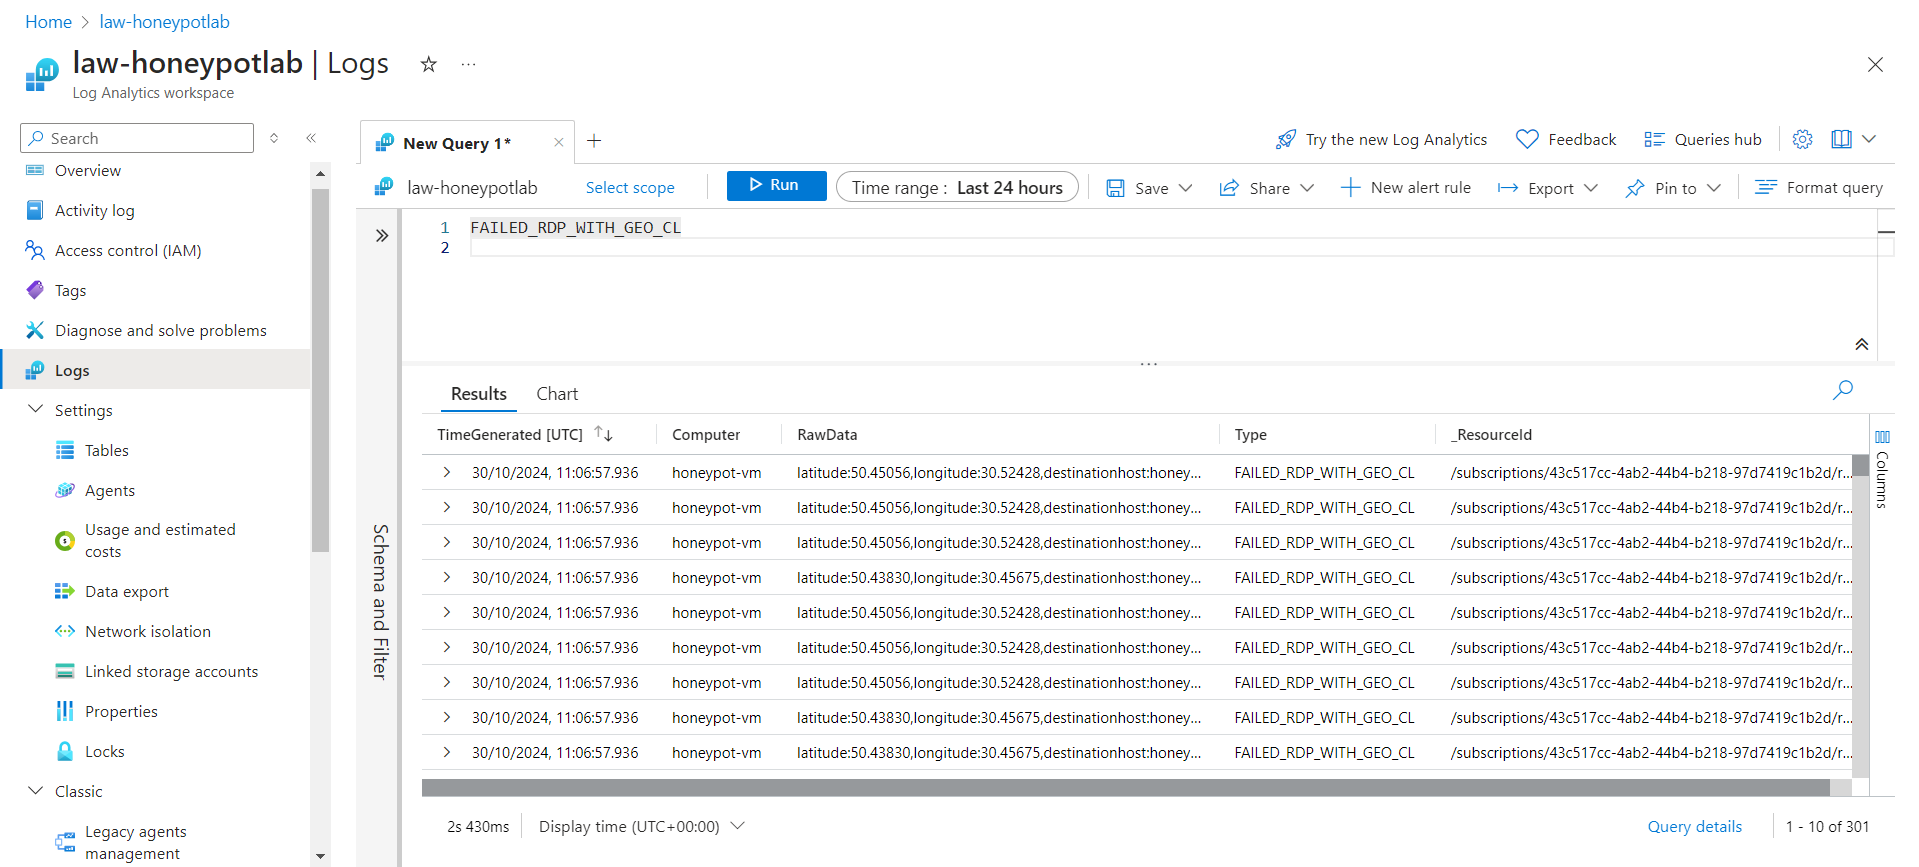 Home > law-honeypotlab
law-honeypotlab | Logs
Log Analytics workspace
Search
Overview
Activity log
Access control (IAM)
Tags
Diagnose and solve problems
Logs
Settings
Tables
Agents
Usage and estimated
costs
Data export
Network isolation
Linked storage accounts
Properties
Locks
Classic
Legacy agents
management
New Query 1*
Try the new Log Analytics
Feedback
Queries hub
law-honeypotlab
Select scope
Run
Time range : Last 24 hours
Save
Share
New alert rule
Export
Pin to
Format query
1 FAILED_RDP_WITH_GEO_CL
2
Schema and Filter
Results Chart
TimeGenerated [UTC] Computer RawData Type _ResourceId
30/10/2024, 11:06:57.936 honeypot-vm latitude:50.45056,longitude:30.52428,destinationhost:honey... FAILED_RDP_WITH_GEO_CL /subscriptions/43c517cc-4ab2-44b4-b218-97d7419c1b2d/r...
30/10/2024, 11:06:57.936 honeypot-vm latitude:50.45056,longitude:30.52428,destinationhost:honey... FAILED_RDP_WITH_GEO_CL /subscriptions/43c517cc-4ab2-44b4-b218-97d7419c1b2d/r...
30/10/2024, 11:06:57.936 honeypot-vm latitude:50.45056,longitude:30.52428,destinationhost:honey... FAILED_RDP_WITH_GEO_CL /subscriptions/43c517cc-4ab2-44b4-b218-97d7419c1b2d/r...
30/10/2024, 11:06:57.936 honeypot-vm latitude:50.43830,longitude:30.45675,destinationhost:honey... FAILED_RDP_WITH_GEO_CL /subscriptions/43c517cc-4ab2-44b4-b218-97d7419c1b2d/r...
30/10/2024, 11:06:57.936 honeypot-vm latitude:50.45056,longitude:30.52428,destinationhost:honey... FAILED_RDP_WITH_GEO_CL /subscriptions/43c517cc-4ab2-44b4-b218-97d7419c1b2d/r...
30/10/2024, 11:06:57.936 honeypot-vm latitude:50.45056,longitude:30.52428,destinationhost:honey... FAILED_RDP_WITH_GEO_CL /subscriptions/43c517cc-4ab2-44b4-b218-97d7419c1b2d/r...
30/10/2024, 11:06:57.936 honeypot-vm latitude:50.45056,longitude:30.52428,destinationhost:honey... FAILED_RDP_WITH_GEO_CL /subscriptions/43c517cc-4ab2-44b4-b218-97d7419c1b2d/r...
30/10/2024, 11:06:57.936 honeypot-vm latitude:50.43830,longitude:30.45675,destinationhost:honey... FAILED_RDP_WITH_GEO_CL /subscriptions/43c517cc-4ab2-44b4-b218-97d7419c1b2d/r...
30/10/2024, 11:06:57.936 honeypot-vm latitude:50.43830,longitude:30.45675,destinationhost:honey... FAILED_RDP_WITH_GEO_CL /subscriptions/43c517cc-4ab2-44b4-b218-97d7419c1b2d/r...
Columns
2s 430ms Display time (UTC+00:00) Query details 1 - 10 of 301